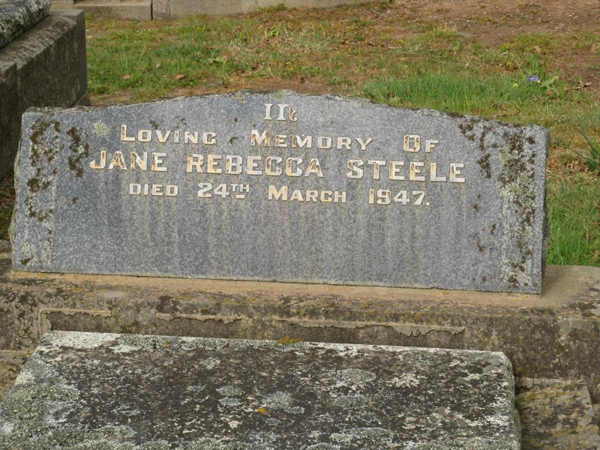 In
Loving Memory Of
JANE REBECCA STEELE
Died 24TH March 1947.